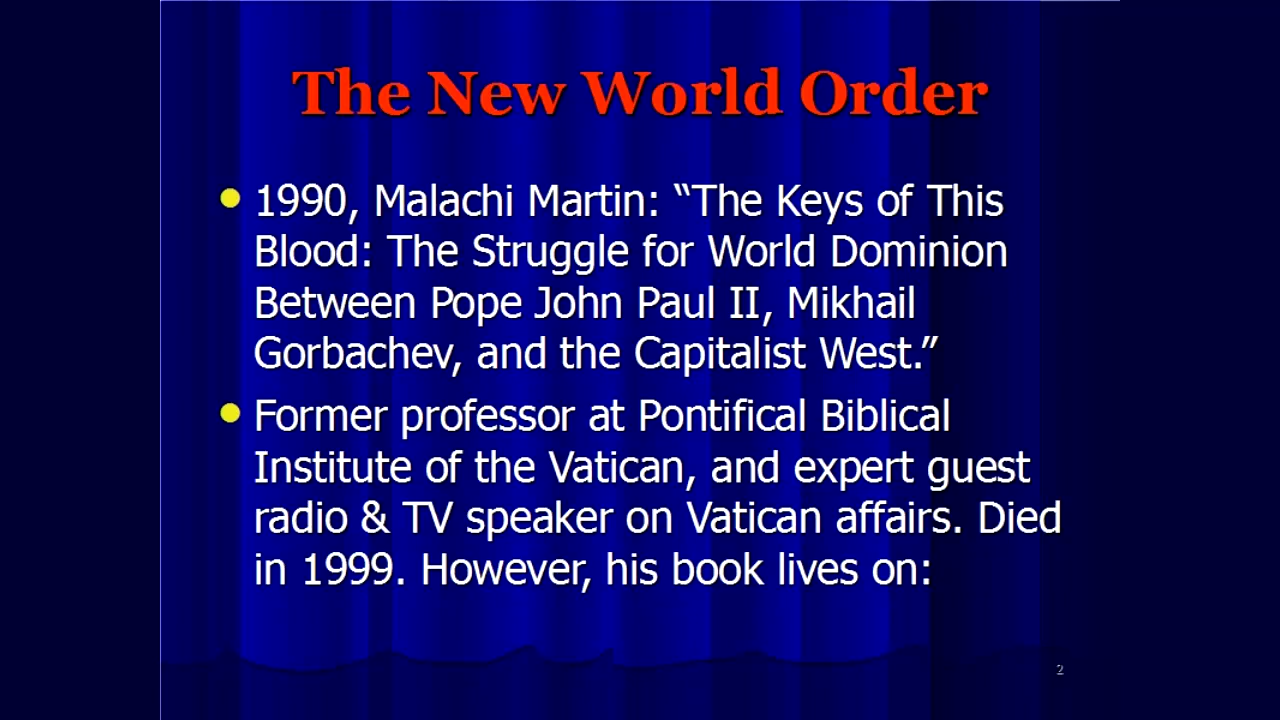 The New World Order
1990, Malachi Martin: “The Keys of This
Blood: The Struggle for World Dominion
Between Pope John Paul II, Mikhail
Gorbachev, and the Capitalist West.”
Former professor at Pontifical Biblical
Institute of the Vatican, and expert guest
radio & TV speaker on Vatican affairs. Died
in 1999. However, his book lives on:
2